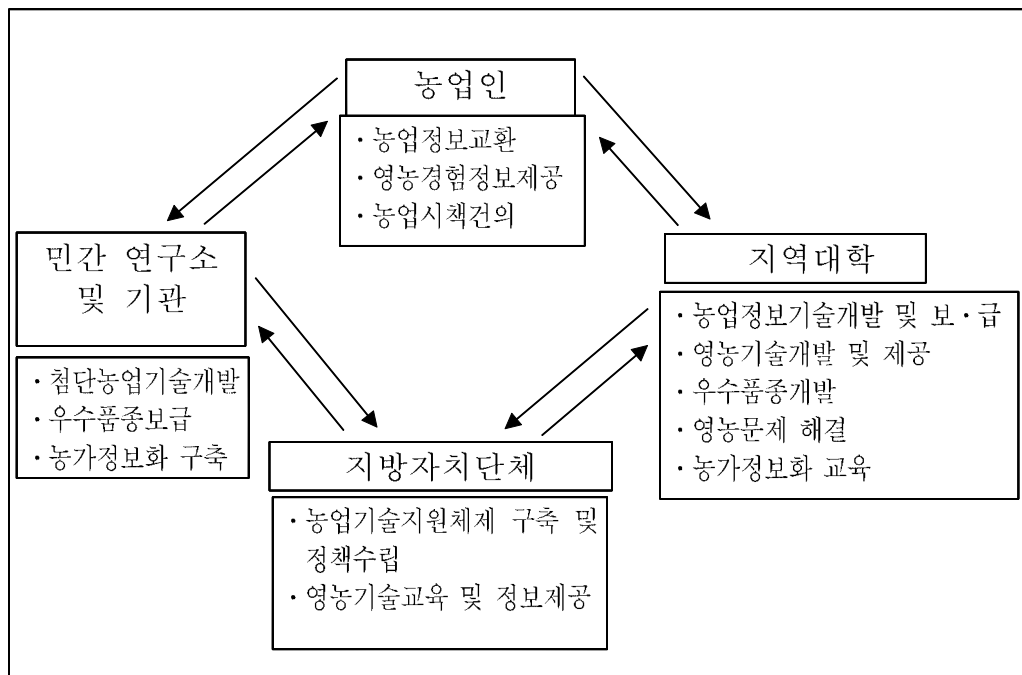 농업인
· 농업정보교환
· 영농경험정보제공
· 농업시책건의
민간 연구소
및 기관
· 첨단농업기술개발
· 우수품종보급
· 농가정보화 구축
지역대학
· 농업정보기술개발 및 보·급
· 영농기술개발 및 제공
· 우수품종개발
· 영농문제 해결
· 농가정보화 교육
지방자치단체
· 농업기술지원체제 구축 및
정책수립
· 영농기술교육 및 정보제공